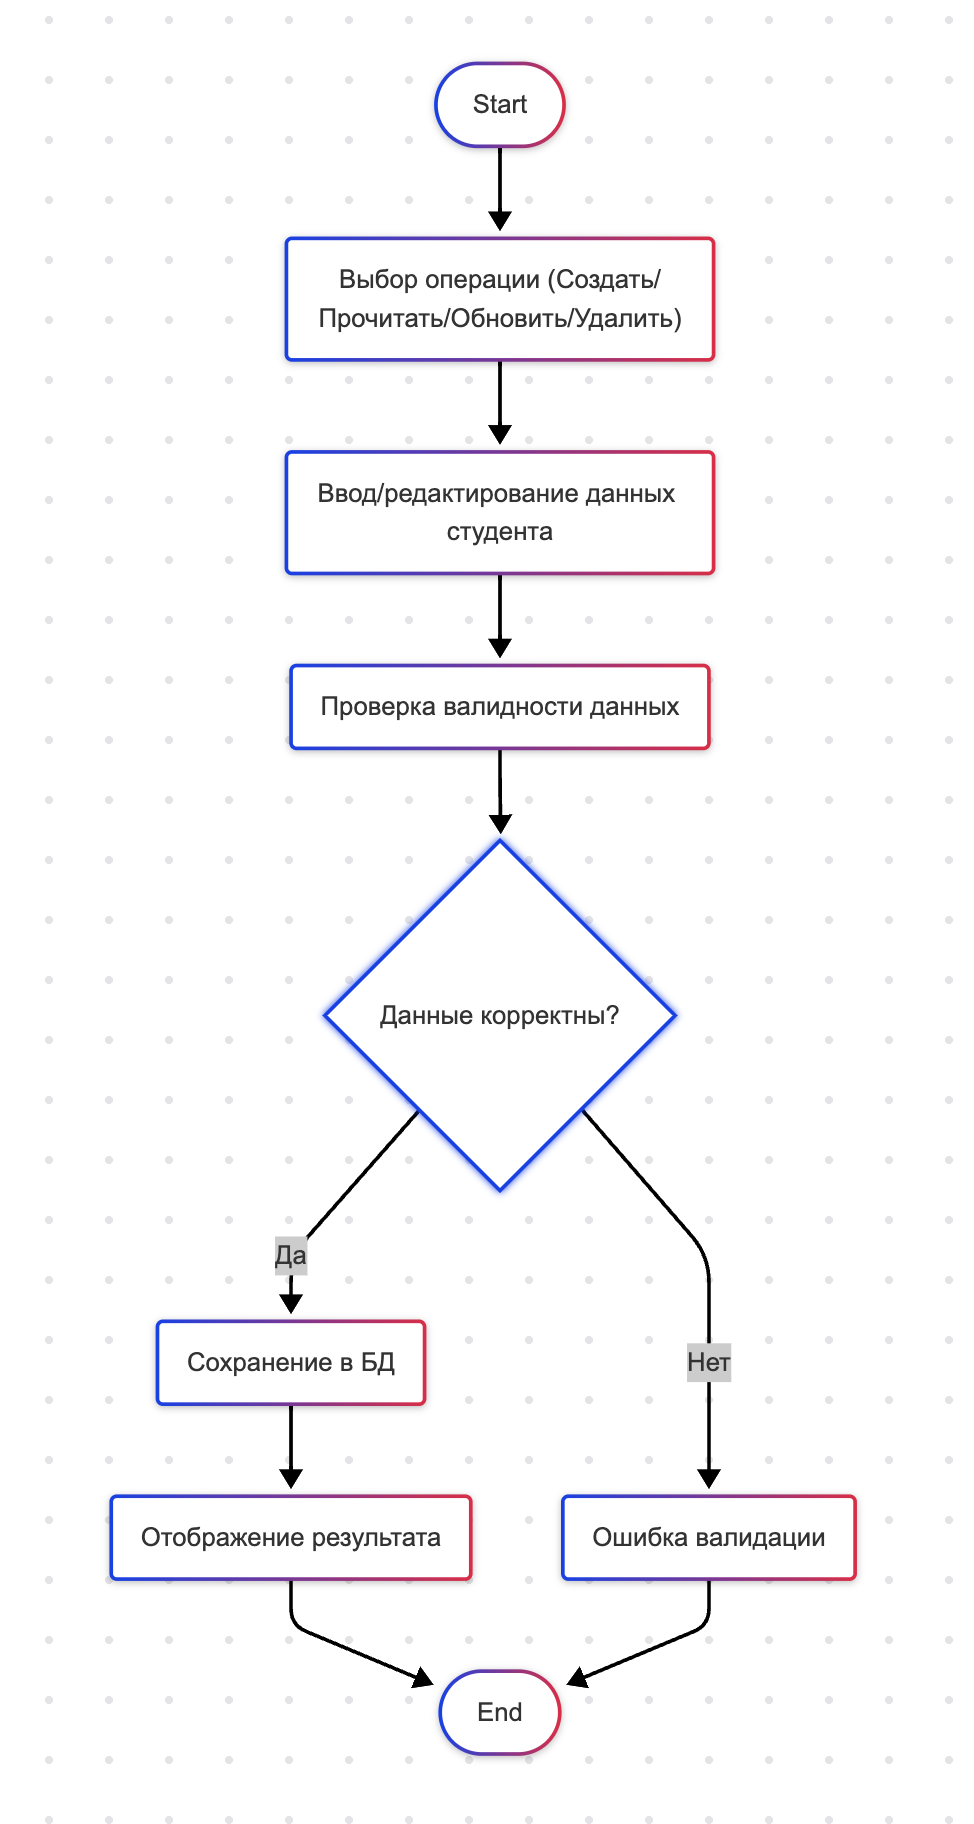 Start
Выбор операции (Создать/
Прочитать/Обновить/Удалить)
Ввод/редактирование данных
студента
Проверка валидности данных
Данные корректны?
Да
Сохранение в БД
Нет
Отображение результата
Ошибка валидации
End